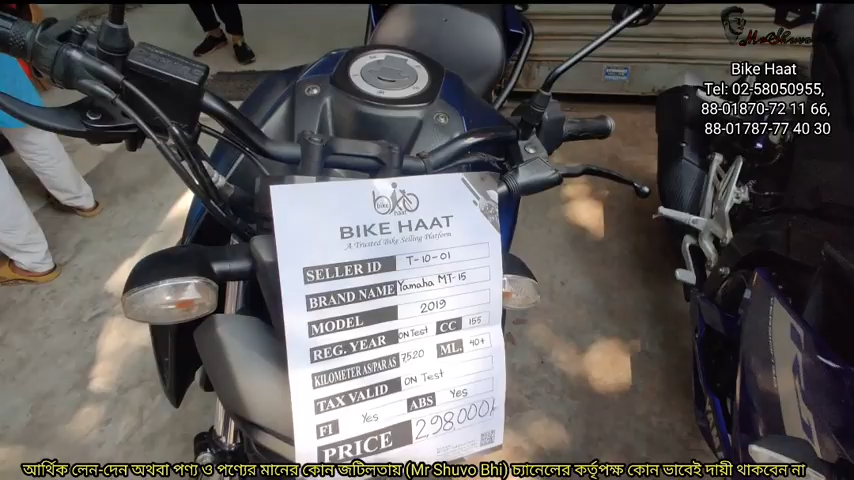 Bike Haat
Tel: 02-58050955,
88-01870-72 11 66,
88-01787-77 40 30
BIKE HAAT
A Trusted Bike Selling Platform
SELLER ID T-10-01
BRAND NAME Yamaha MT-15
MODEL 2019
REG. YEAR ON Test CC 155
KILOMETER AS/PAR AS 7520 ML. 40+
TAX VALID ON Test
FI Yes ABS Yes
PRICE 298.000/
আর্থিক লেন-দেন অথবা পণ্য ও পণ্যের মানের কোন জটিলতায় (Mr Shuvo Bhi) চ্যানেলের কর্তৃপক্ষ কোন ভাবেই দায়ী থাকবেন না